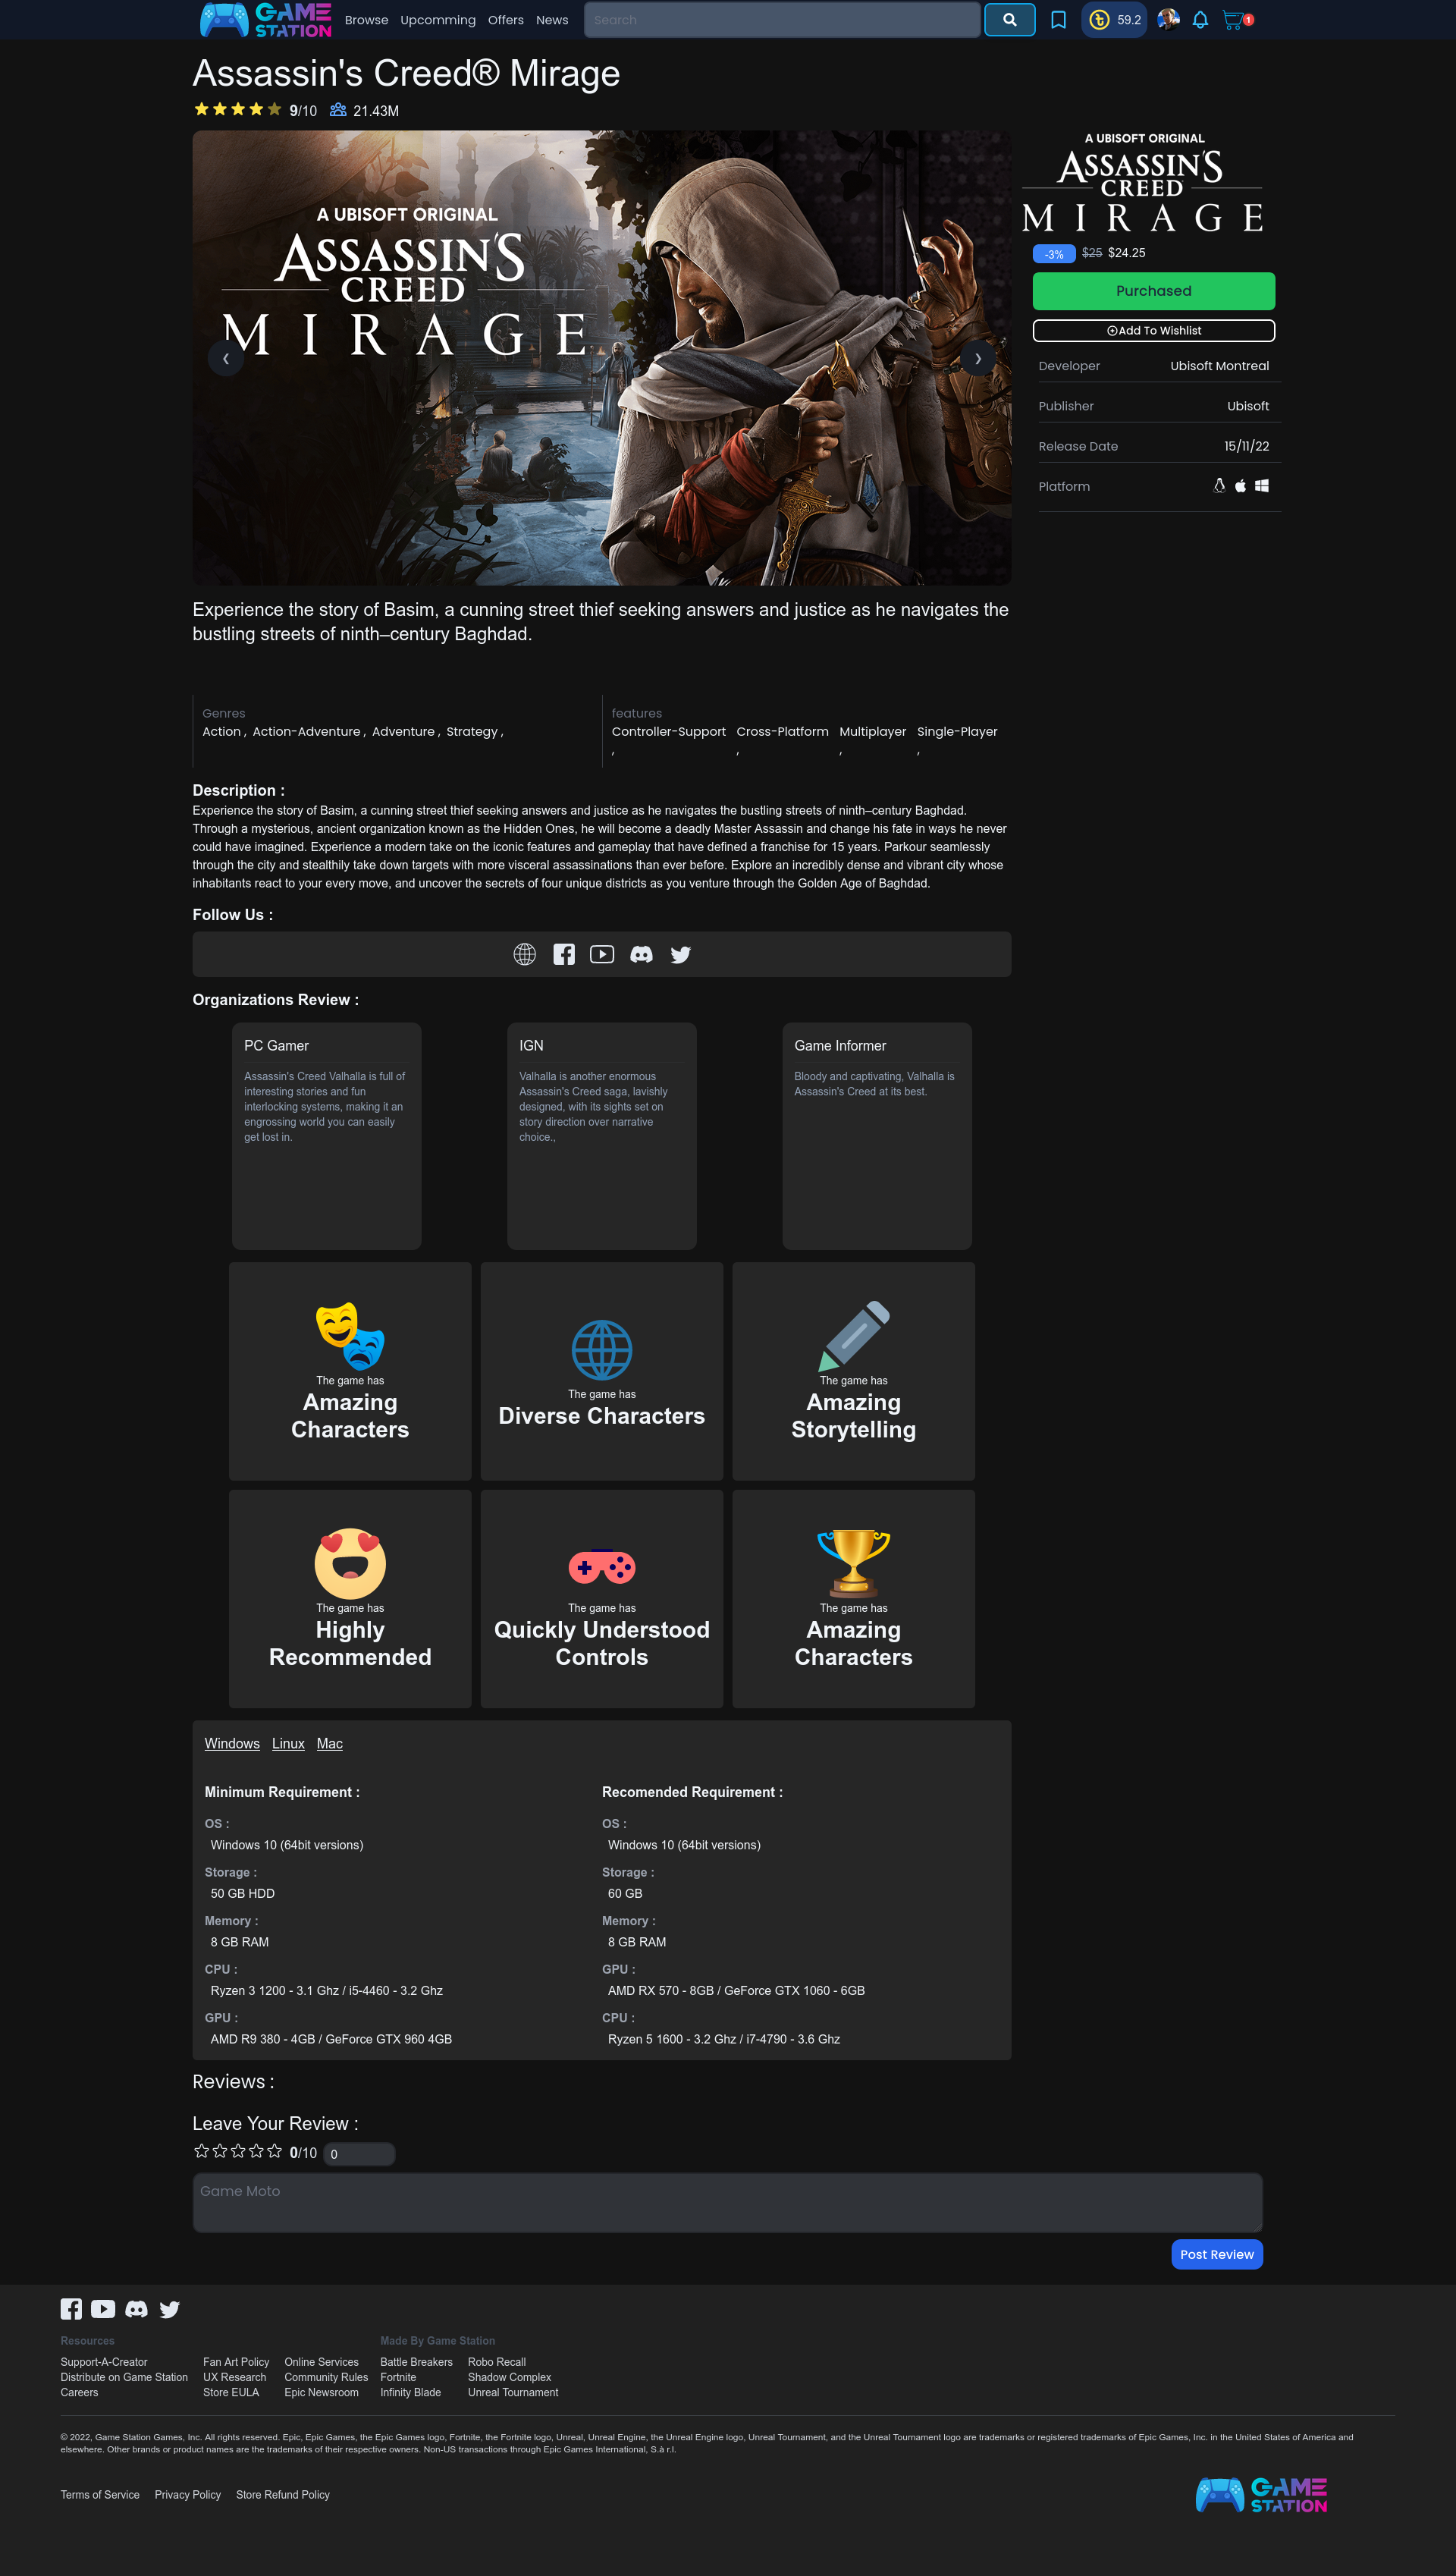 GAME STATION
Browse Upcomming Offers News Search 59.2 1
Assassin's Creed® Mirage
9/10 21.43M
A UBISOFT ORIGINAL
ASSASSIN'S
CREED
MIRAGE
A UBISOFT ORIGINAL
ASSASSIN'S
CREED
MIRAGE
-3% $25 $24.25
Purchased
Add To Wishlist
Developer Ubisoft Montreal
Publisher Ubisoft
Release Date 15/11/22
Platform
Experience the story of Basim, a cunning street thief seeking answers and justice as he navigates the
bustling streets of ninth–century Baghdad.
Genres
Action , Action-Adventure , Adventure , Strategy ,
features
Controller-Support Cross-Platform Multiplayer Single-Player
, , , ,
Description :
Experience the story of Basim, a cunning street thief seeking answers and justice as he navigates the bustling streets of ninth–century Baghdad.
Through a mysterious, ancient organization known as the Hidden Ones, he will become a deadly Master Assassin and change his fate in ways he never
could have imagined. Experience a modern take on the iconic features and gameplay that have defined a franchise for 15 years. Parkour seamlessly
through the city and stealthily take down targets with more visceral assassinations than ever before. Explore an incredibly dense and vibrant city whose
inhabitants react to your every move, and uncover the secrets of four unique districts as you venture through the Golden Age of Baghdad.
Follow Us :
Organizations Review :
PC Gamer
Assassin's Creed Valhalla is full of
interesting stories and fun
interlocking systems, making it an
engrossing world you can easily
get lost in.
IGN
Valhalla is another enormous
Assassin's Creed saga, lavishly
designed, with its sights set on
story direction over narrative
choice.,
Game Informer
Bloody and captivating, Valhalla is
Assassin's Creed at its best.
The game has
Amazing
Characters
The game has
Diverse Characters
The game has
Amazing
Storytelling
The game has
Highly
Recommended
The game has
Quickly Understood
Controls
The game has
Amazing
Characters
Windows Linux Mac
Minimum Requirement :
OS :
Windows 10 (64bit versions)
Storage :
50 GB HDD
Memory :
8 GB RAM
CPU :
Ryzen 3 1200 - 3.1 Ghz / i5-4460 - 3.2 Ghz
GPU :
AMD R9 380 - 4GB / GeForce GTX 960 4GB
Recomended Requirement :
OS :
Windows 10 (64bit versions)
Storage :
60 GB
Memory :
8 GB RAM
GPU :
AMD RX 570 - 8GB / GeForce GTX 1060 - 6GB
CPU :
Ryzen 5 1600 - 3.2 Ghz / i7-4790 - 3.6 Ghz
Reviews :
Leave Your Review :
0/10 0
Game Moto
Post Review
Resources
Support-A-Creator Fan Art Policy Online Services
Distribute on Game Station UX Research Community Rules
Careers Store EULA Epic Newsroom
Made By Game Station
Battle Breakers Robo Recall
Fortnite Shadow Complex
Infinity Blade Unreal Tournament
© 2022, Game Station Games, Inc. All rights reserved. Epic, Epic Games, the Epic Games logo, Fortnite, the Fortnite logo, Unreal, Unreal Engine, the Unreal Engine logo, Unreal Tournament, and the Unreal Tournament logo are trademarks or registered trademarks of Epic Games, Inc. in the United States of America and
elsewhere. Other brands or product names are the trademarks of their respective owners. Non-US transactions through Epic Games International, S.à r.l.
Terms of Service Privacy Policy Store Refund Policy
GAME STATION